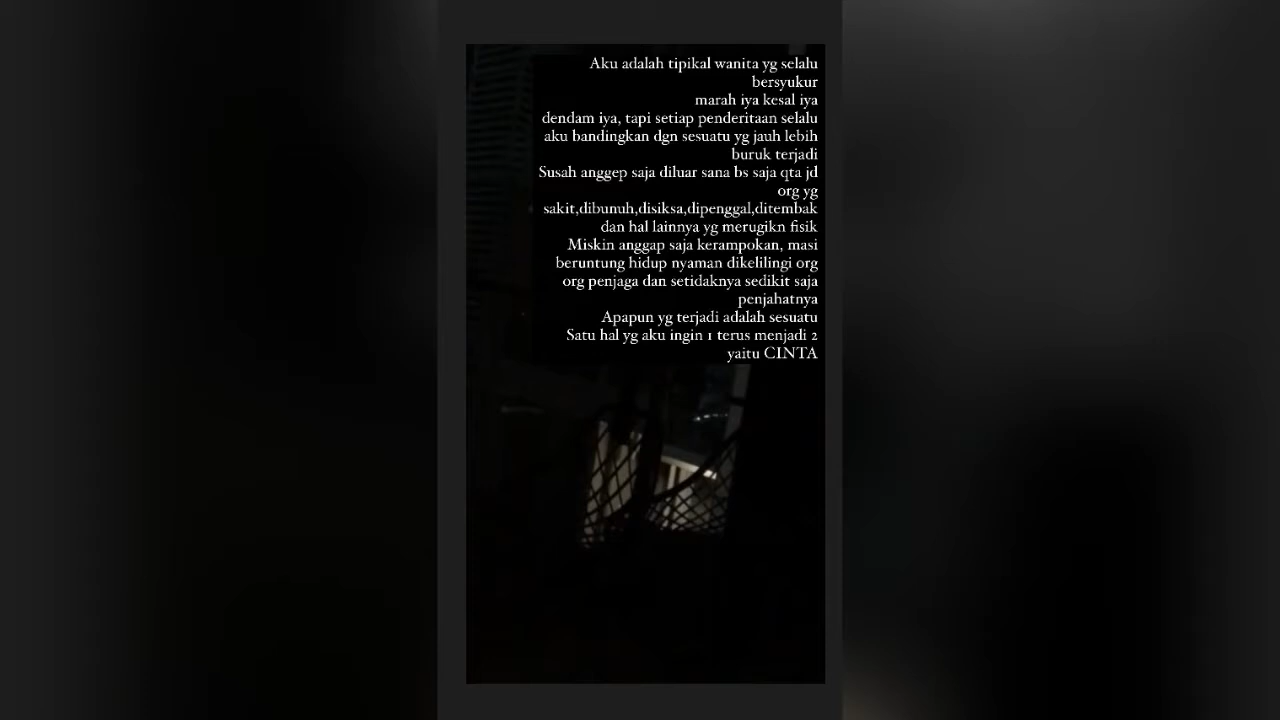 Aku adalah tipikal wanita yg selalu
bersyukur
marah iya kesal iya
dendam iya, tapi setiap penderitaan selalu
aku bandingkan dgn sesuatu yg jauh lebih
buruk terjadi
Susah anggep saja diluar sana bs saja qta jd
org yg
sakit,dibunuh,disiksa,dipenggal,ditembak
dan hal lainnya yg merugikn fisik
Miskin anggap saja kerampokan, masi
beruntung hidup nyaman dikelilingi org
org penjaga dan setidaknya sedikit saja
penjahatnya
Apapun yg terjadi adalah sesuatu
Satu hal yg aku ingin 1 terus menjadi 2
yaitu CINTA